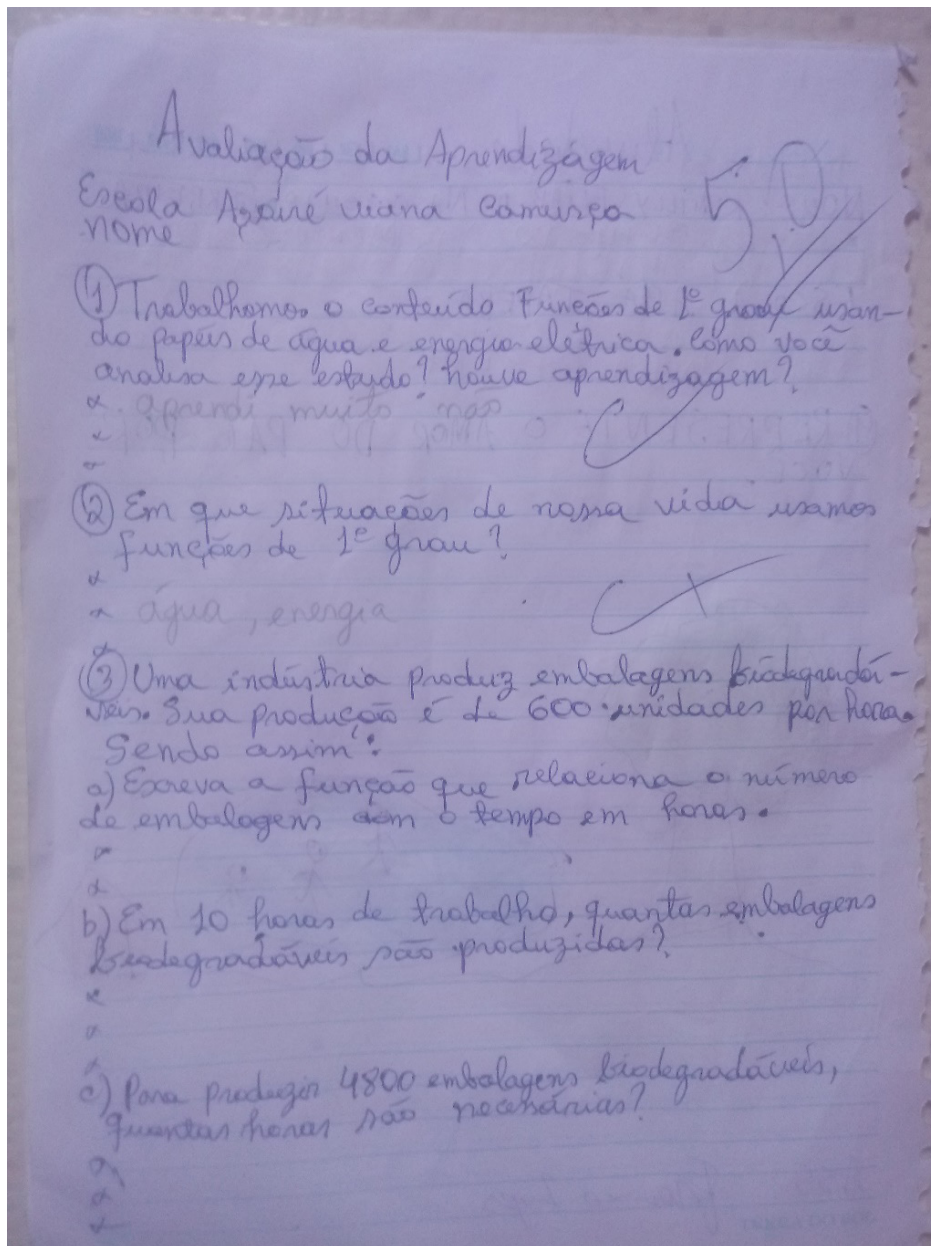 Avaliação da Aprendizagem
5,0
Escola viana Camurça
nome
① Trabalhamos o conteúdo Funções de 1º grau usan-
do papéis de água e energia elétrica. Como você
analisa esse estudo? houve aprendizagem?
aprendi muito não
② Em que situações de nossa vida usamos
funções de 1º grau?
água, energia
③ Uma indústria produz embalagens biodegradá-
veis. Sua produção é de 600 unidades por hora.
Sendo assim:
a) Escreva a função que relaciona o número
de embalagens com o tempo em horas.
b) Em 10 horas de trabalho, quantas embalagens
biodegradáveis são produzidas?
c) Para produzir 4800 embalagens biodegradáveis,
quantas horas são necessárias?